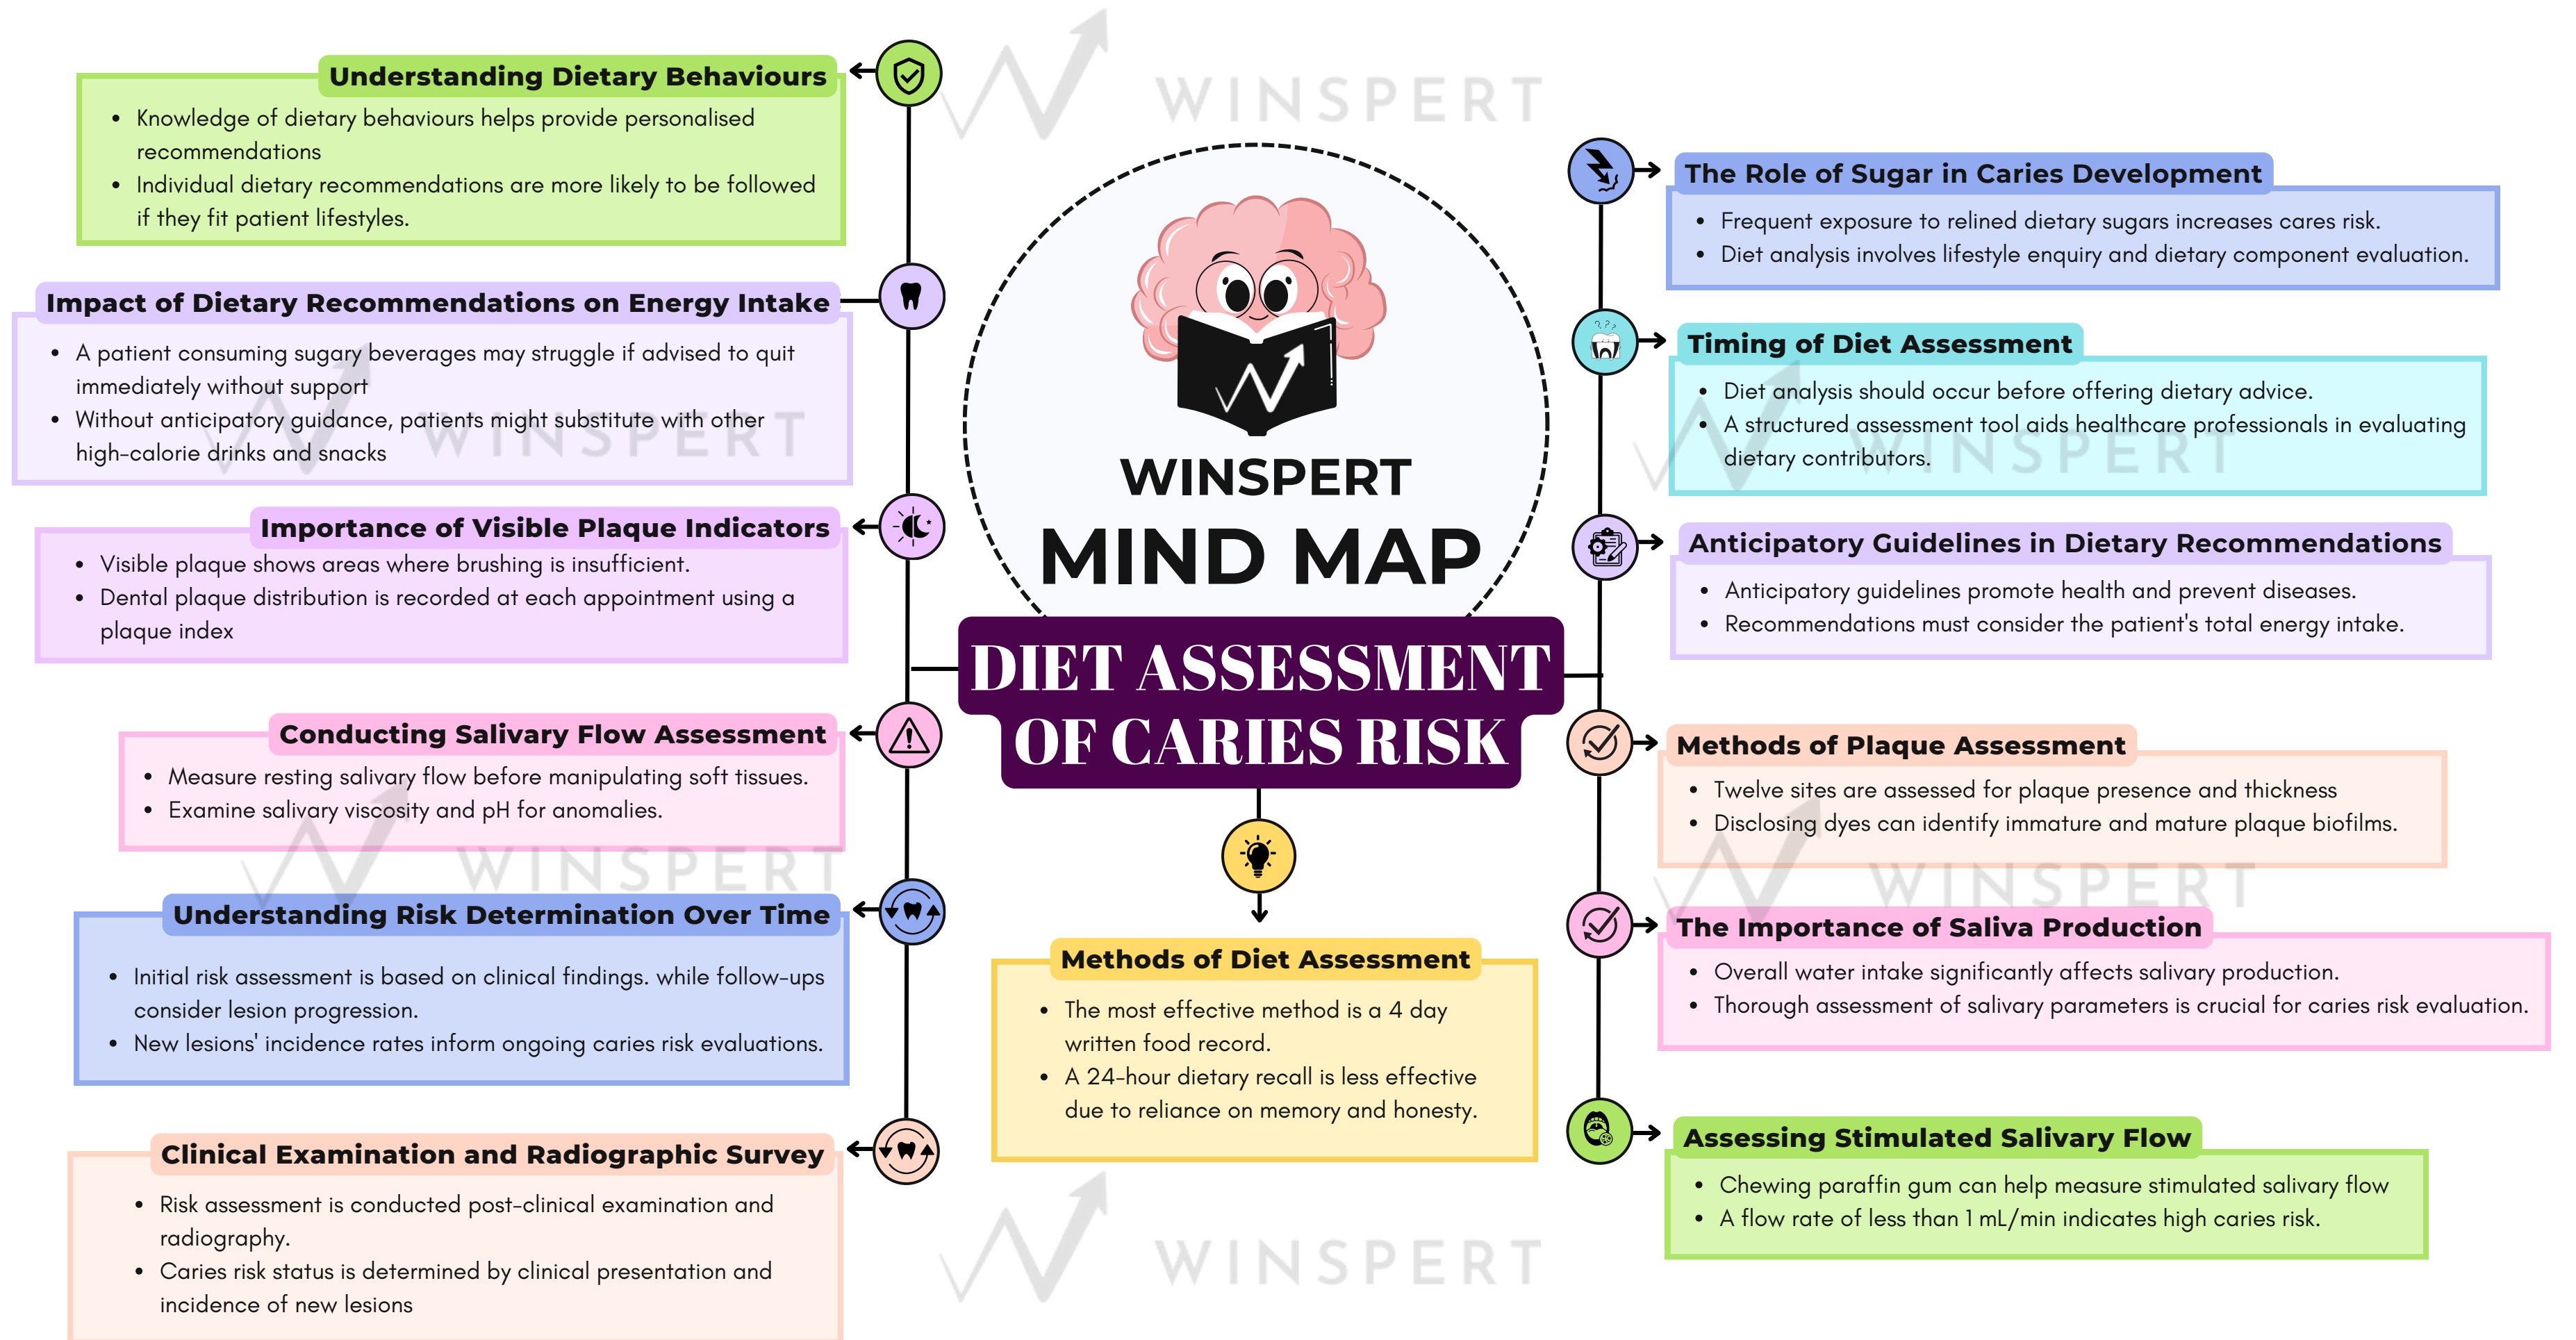 WINSPERT
Understanding Dietary Behaviours
• Knowledge of dietary behaviours helps provide personalised
recommendations
• Individual dietary recommendations are more likely to be followed
if they fit patient lifestyles.
Impact of Dietary Recommendations on Energy Intake
• A patient consuming sugary beverages may struggle if advised to quit
immediately without support
• Without anticipatory guidance, patients might substitute with other
high-calorie drinks and snacks
WINSPERT
Importance of Visible Plaque Indicators
• Visible plaque shows areas where brushing is insufficient.
• Dental plaque distribution is recorded at each appointment using a
plaque index
Conducting Salivary Flow Assessment
• Measure resting salivary flow before manipulating soft tissues.
• Examine salivary viscosity and pH for anomalies.
WINSPERT
Understanding Risk Determination Over Time
• Initial risk assessment is based on clinical findings. while follow-ups
consider lesion progression.
• New lesions' incidence rates inform ongoing caries risk evaluations.
Clinical Examination and Radiographic Survey
• Risk assessment is conducted post-clinical examination and
radiography.
• Caries risk status is determined by clinical presentation and
incidence of new lesions
WINSPERT
MIND MAP
DIET ASSESSMENT
OF CARIES RISK
Methods of Diet Assessment
• The most effective method is a 4 day
written food record.
• A 24-hour dietary recall is less effective
due to reliance on memory and honesty.
WINSPERT
The Role of Sugar in Caries Development
• Frequent exposure to relined dietary sugars increases cares risk.
• Diet analysis involves lifestyle enquiry and dietary component evaluation.
Timing of Diet Assessment
• Diet analysis should occur before offering dietary advice.
• A structured assessment tool aids healthcare professionals in evaluating
dietary contributors.
WINSPERT
Anticipatory Guidelines in Dietary Recommendations
• Anticipatory guidelines promote health and prevent diseases.
• Recommendations must consider the patient's total energy intake.
Methods of Plaque Assessment
• Twelve sites are assessed for plaque presence and thickness
• Disclosing dyes can identify immature and mature plaque biofilms.
WINSPERT
The Importance of Saliva Production
• Overall water intake significantly affects salivary production.
• Thorough assessment of salivary parameters is crucial for caries risk evaluation.
Assessing Stimulated Salivary Flow
• Chewing paraffin gum can help measure stimulated salivary flow
• A flow rate of less than 1 mL/min indicates high caries risk.